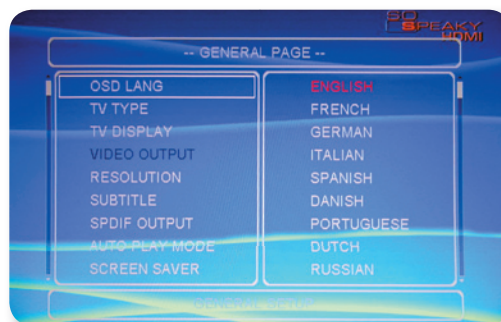 SD
SPEAKY
HDMI
-- GENERAL PAGE --
OSD LANG
TV TYPE
TV DISPLAY
VIDEO OUTPUT
RESOLUTION
SUBTITLE
SPDIF OUTPUT
AUTO PLAY MODE
SCREEN SAVER
ENGLISH
FRENCH
GERMAN
ITALIAN
SPANISH
DANISH
PORTUGUESE
DUTCH
RUSSIAN
GENERAL SETUP